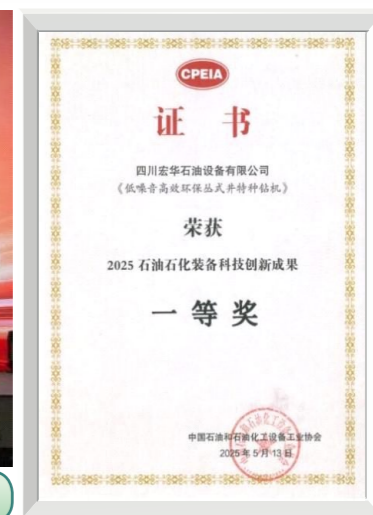 CPEIA
证 书
四川宏华石油设备有限公司
《低噪音高效环保丛式井特种钻机》
荣获
2025 石油石化装备科技创新成果
一 等 奖
中国石油和石油化工设备工业协会
2025年5月13日